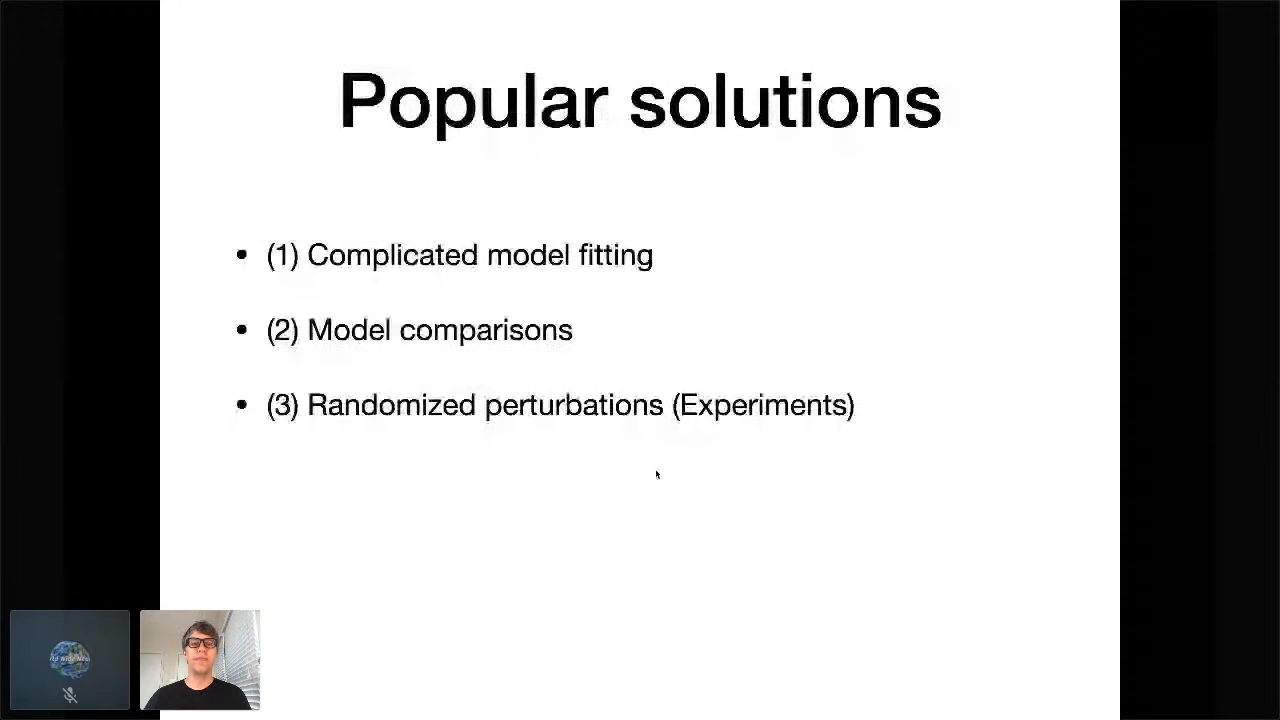 Popular solutions
• (1) Complicated model fitting
• (2) Model comparisons
• (3) Randomized perturbations (Experiments)